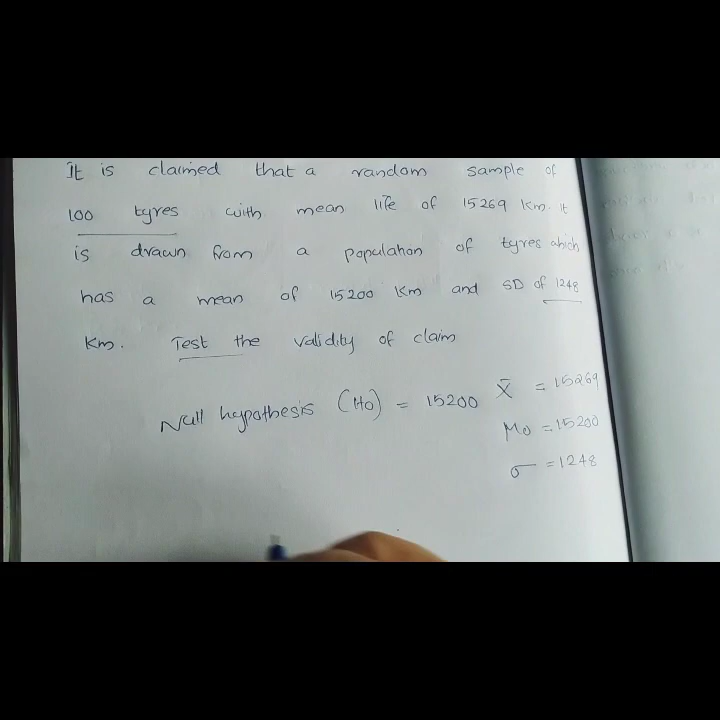 It is claimed that a random sample of
100 tyres with mean life of 15269 km. it
is drawn from a population of tyres which
has a mean of 15200 Km and SD of 1248
Km. Test the validity of claim
Null hypothesis (Ho) = 15200 X̄ = 15269
μo = 15200
σ = 1248